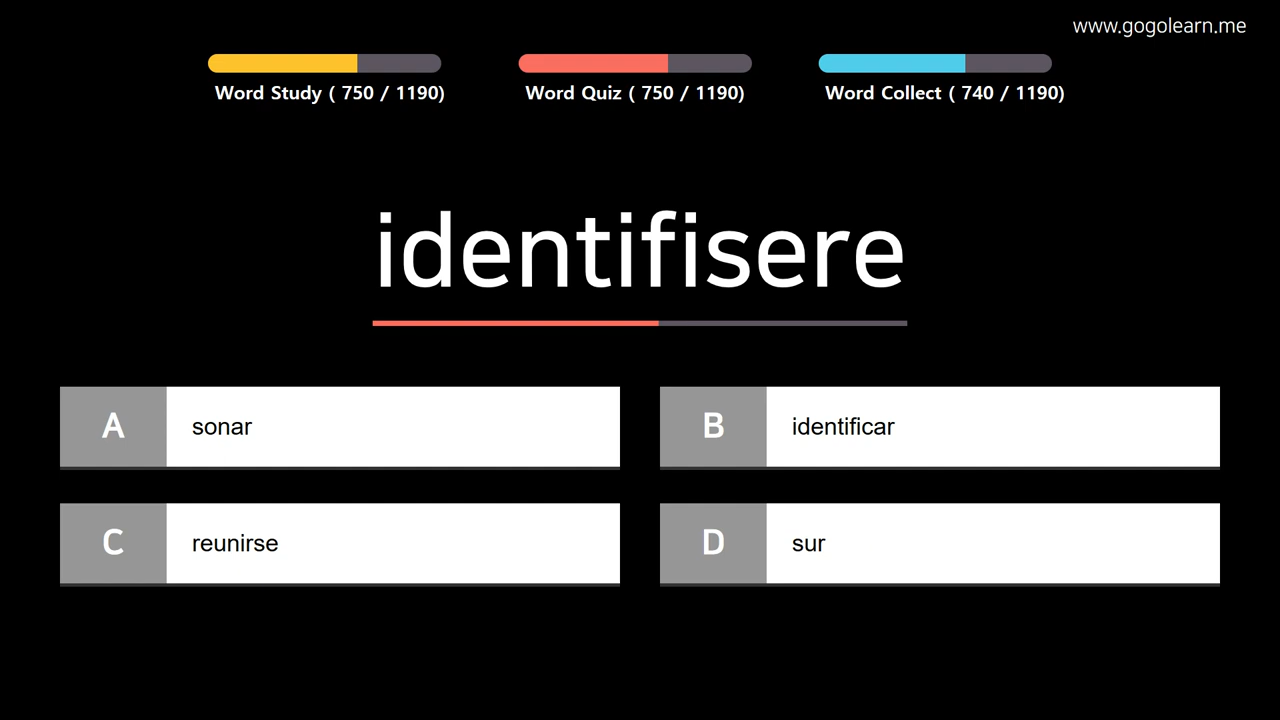 www.gogolearn.me
Word Study ( 750 / 1190)
Word Quiz ( 750 / 1190)
Word Collect ( 740 / 1190)
identifisere
A
sonar
B
identificar
C
reunirse
D
sur